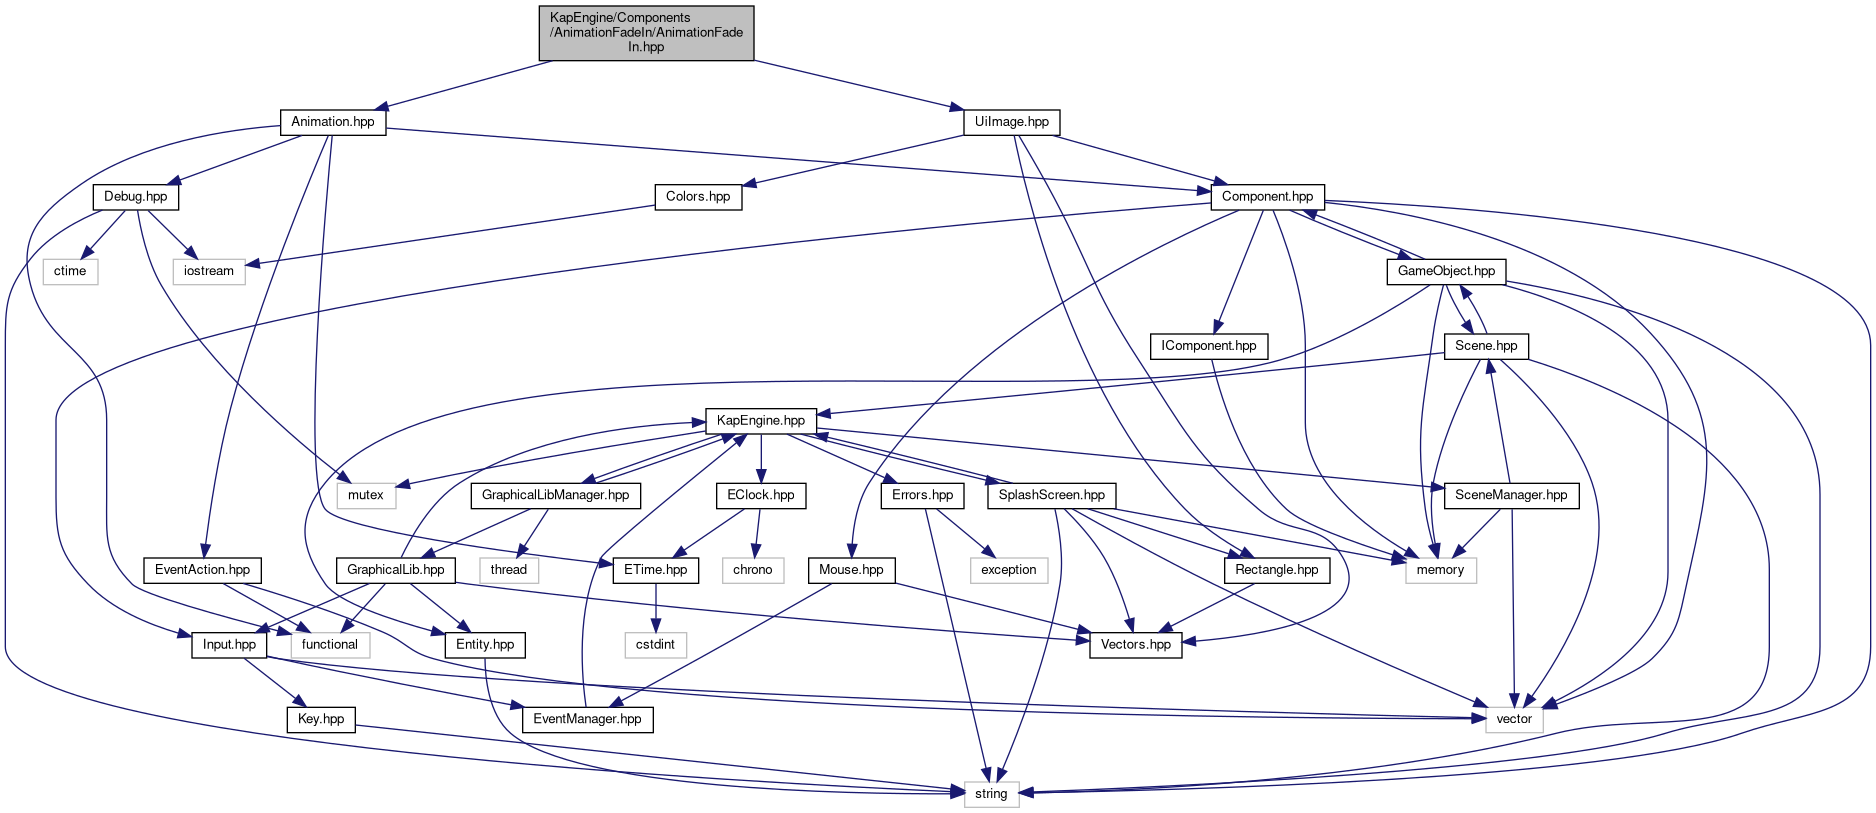 KapEngine/Components
/AnimationFadeIn/AnimationFade
In.hpp
Animation.hpp
UiImage.hpp
Debug.hpp
Colors.hpp
Component.hpp
ctime
iostream
GameObject.hpp
IComponent.hpp
Scene.hpp
KapEngine.hpp
mutex
GraphicalLibManager.hpp
EClock.hpp
Errors.hpp
SplashScreen.hpp
SceneManager.hpp
EventAction.hpp
GraphicalLib.hpp
thread
ETime.hpp
chrono
Mouse.hpp
exception
Rectangle.hpp
memory
Input.hpp
functional
Entity.hpp
cstdint
Vectors.hpp
Key.hpp
EventManager.hpp
vector
string